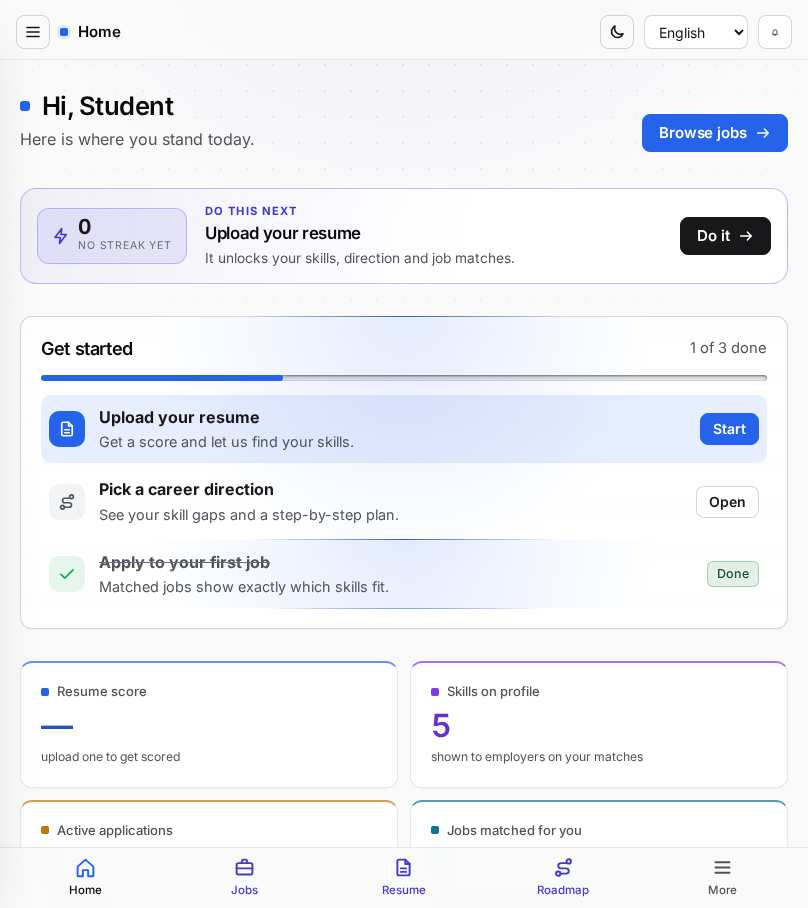 Home
English
Hi, Student
Here is where you stand today.
Browse jobs →
0
NO STREAK YET
DO THIS NEXT
Upload your resume
It unlocks your skills, direction and job matches.
Do it →
Get started
1 of 3 done
Upload your resume
Get a score and let us find your skills.
Start
Pick a career direction
See your skill gaps and a step-by-step plan.
Open
Apply to your first job
Matched jobs show exactly which skills fit.
Done
Resume score
—
upload one to get scored
Skills on profile
5
shown to employers on your matches
Active applications
Jobs matched for you
Home
Jobs
Resume
Roadmap
More